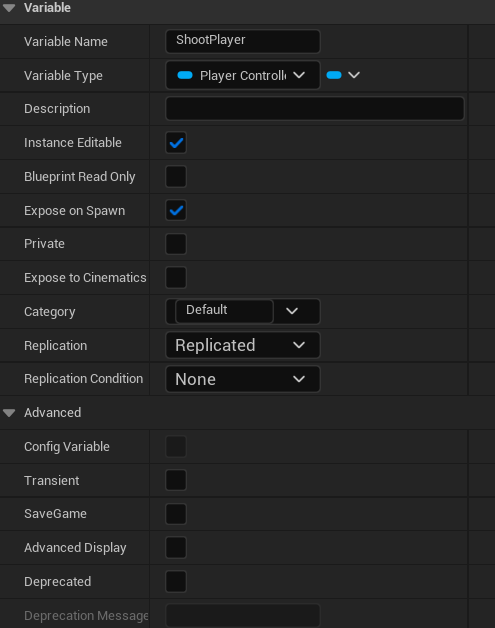 Variable
Variable Name ShootPlayer
Variable Type Player Controll
Description
Instance Editable
Blueprint Read Only
Expose on Spawn
Private
Expose to Cinematics
Category Default
Replication Replicated
Replication Condition None
Advanced
Config Variable
Transient
SaveGame
Advanced Display
Deprecated
Deprecation Message